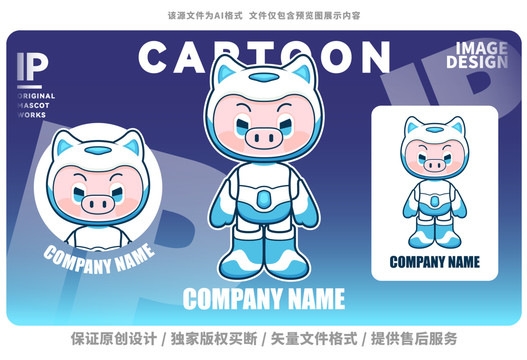 该源文件为AI格式 文件仅包含预览图展示内容
IP
ORIGINAL
MASCOT
WORKS
CARTOON
IMAGE
DESIGN
COMPANY NAME
COMPANY NAME
COMPANY NAME
保证原创设计 / 独家版权买断 / 矢量文件格式 / 提供售后服务